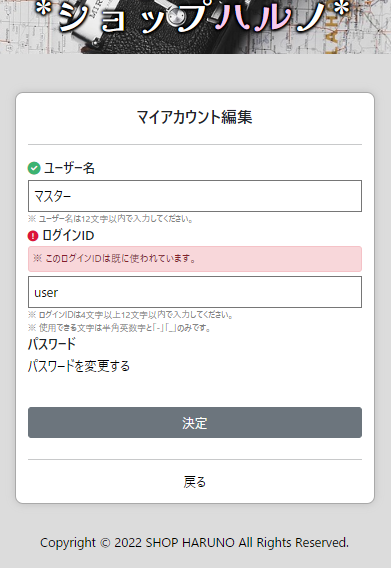 *ショップハルノ*
マイアカウント編集
ユーザー名
マスター
※ ユーザー名は12文字以内で入力してください。
ログインID
※ このログインIDは既に使われています。
user
※ ログインIDは4文字以上12文字以内で入力してください。
※ 使用できる文字は半角英数字と「-」「_」のみです。
パスワード
パスワードを変更する
決定
戻る
Copyright © 2022 SHOP HARUNO All Rights Reserved.